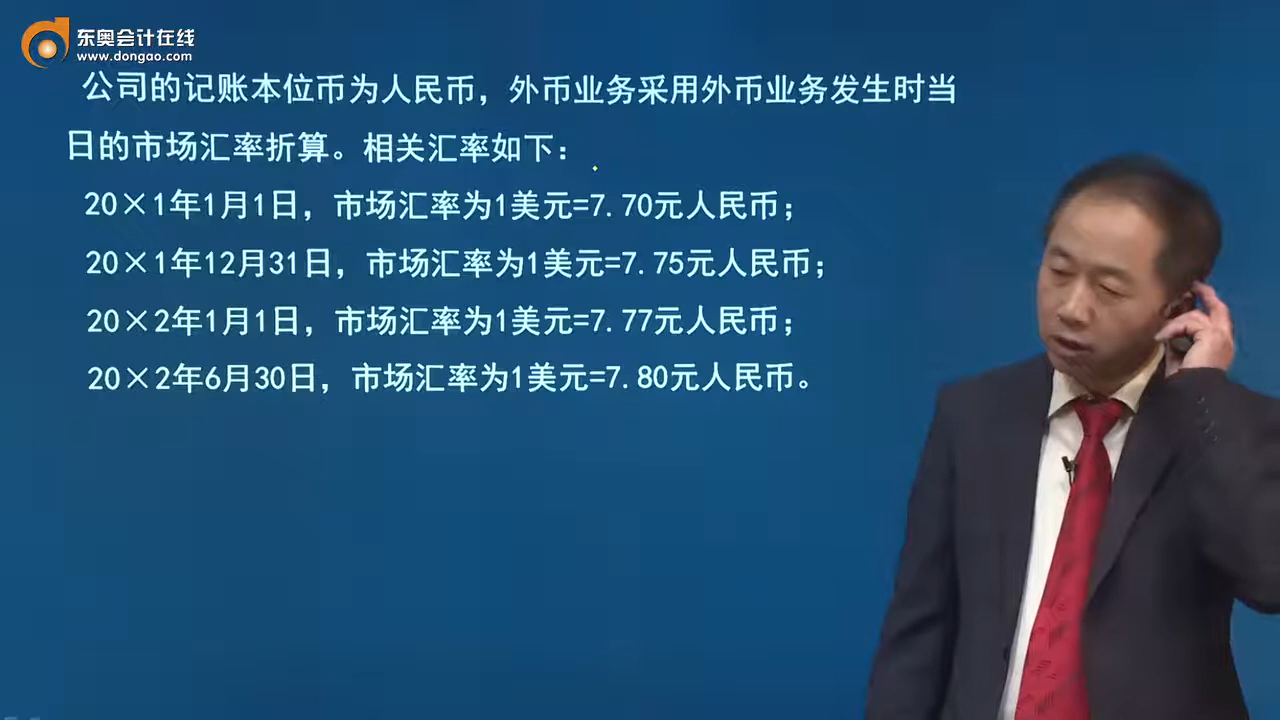 东奥会计在线
www.dongao.com
公司的记账本位币为人民币，外币业务采用外币业务发生时当
日的市场汇率折算。相关汇率如下：
20×1年1月1日，市场汇率为1美元=7.70元人民币；
20×1年12月31日，市场汇率为1美元=7.75元人民币；
20×2年1月1日，市场汇率为1美元=7.77元人民币；
20×2年6月30日，市场汇率为1美元=7.80元人民币。